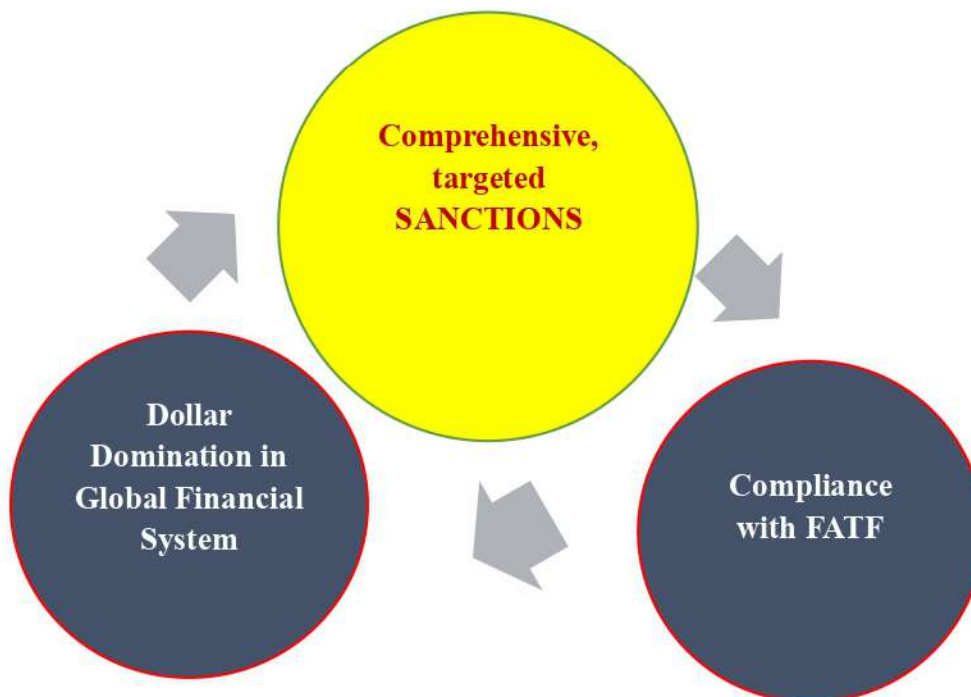 Comprehensive,
targeted
SANCTIONS
Dollar
Domination in
Global Financial
System
Compliance
with FATF